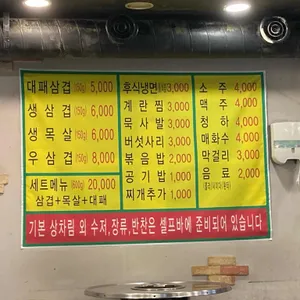 대패삼겹 (150g) 5,000
생 삼 겹 (150g) 6,000
생 목 살 (150g) 6,000
우 삼 겹 (150g) 8,000
세트메뉴 (600g) 20,000
삼겹+목살+대패
후식냉면 3,000
계 란 찜 3,000
묵 사 발 3,000
버섯사리 3,000
볶 음 밥 2,000
공 기 밥 1,000
찌개추가 1,000
소 주 4,000
맥 주 4,000
청 하 4,000
매화수 4,000
막걸리 3,000
음 료 2,000
기본 상차림 외 수저,장류,반찬은 셀프바에 준비되어 있습니다